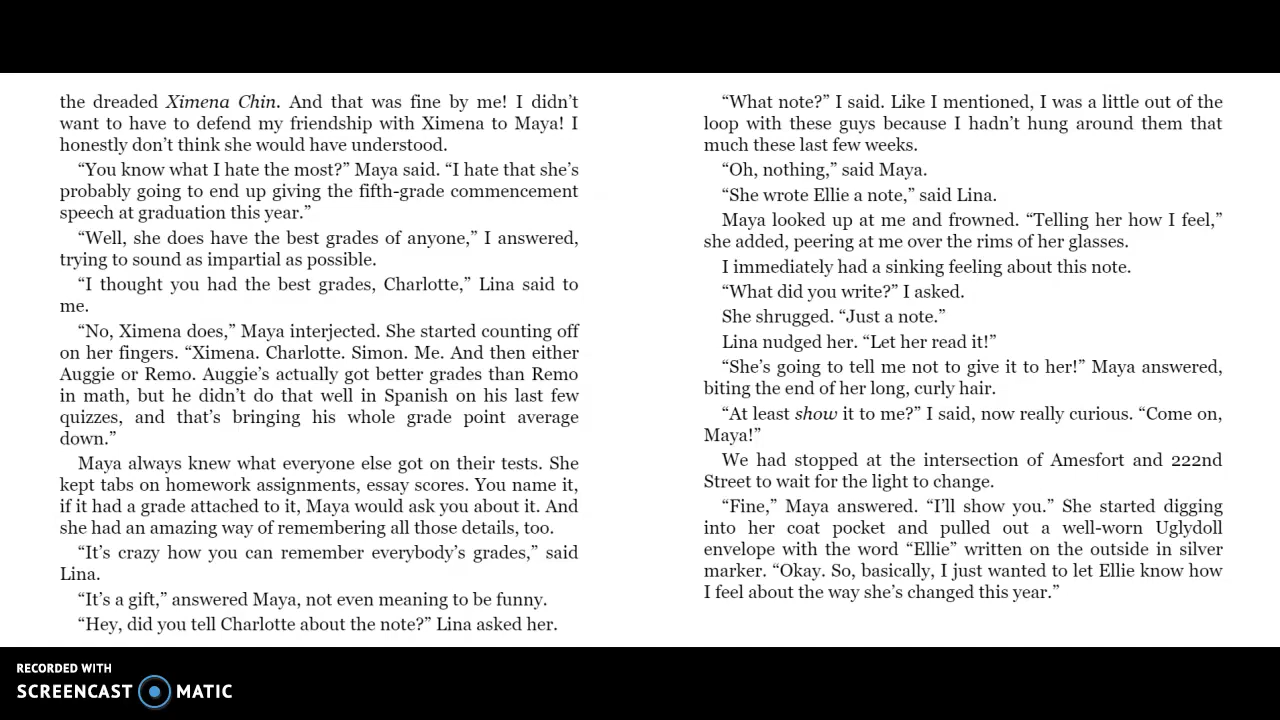 the dreaded Ximena Chin. And that was fine by me! I didn’t
want to have to defend my friendship with Ximena to Maya! I
honestly don’t think she would have understood.
“You know what I hate the most?” Maya said. “I hate that she’s
probably going to end up giving the fifth-grade commencement
speech at graduation this year.”
“Well, she does have the best grades of anyone,” I answered,
trying to sound as impartial as possible.
“I thought you had the best grades, Charlotte,” Lina said to
me.
“No, Ximena does,” Maya interjected. She started counting off
on her fingers. “Ximena. Charlotte. Simon. Me. And then either
Auggie or Remo. Auggie’s actually got better grades than Remo
in math, but he didn’t do that well in Spanish on his last few
quizzes, and that’s bringing his whole grade point average
down.”
Maya always knew what everyone else got on their tests. She
kept tabs on homework assignments, essay scores. You name it,
if it had a grade attached to it, Maya would ask you about it. And
she had an amazing way of remembering all those details, too.
“It’s crazy how you can remember everybody’s grades,” said
Lina.
“It’s a gift,” answered Maya, not even meaning to be funny.
“Hey, did you tell Charlotte about the note?” Lina asked her.
“What note?” I said. Like I mentioned, I was a little out of the
loop with these guys because I hadn’t hung around them that
much these last few weeks.
“Oh, nothing,” said Maya.
“She wrote Ellie a note,” said Lina.
Maya looked up at me and frowned. “Telling her how I feel,”
she added, peering at me over the rims of her glasses.
I immediately had a sinking feeling about this note.
“What did you write?” I asked.
She shrugged. “Just a note.”
Lina nudged her. “Let her read it!”
“She’s going to tell me not to give it to her!” Maya answered,
biting the end of her long, curly hair.
“At least show it to me?” I said, now really curious. “Come on,
Maya!”
We had stopped at the intersection of Amesfort and 222nd
Street to wait for the light to change.
“Fine,” Maya answered. “I’ll show you.” She started digging
into her coat pocket and pulled out a well-worn Uglydoll
envelope with the word “Ellie” written on the outside in silver
marker. “Okay. So, basically, I just wanted to let Ellie know how
I feel about the way she’s changed this year.”
RECORDED WITH
SCREENCAST MATIC